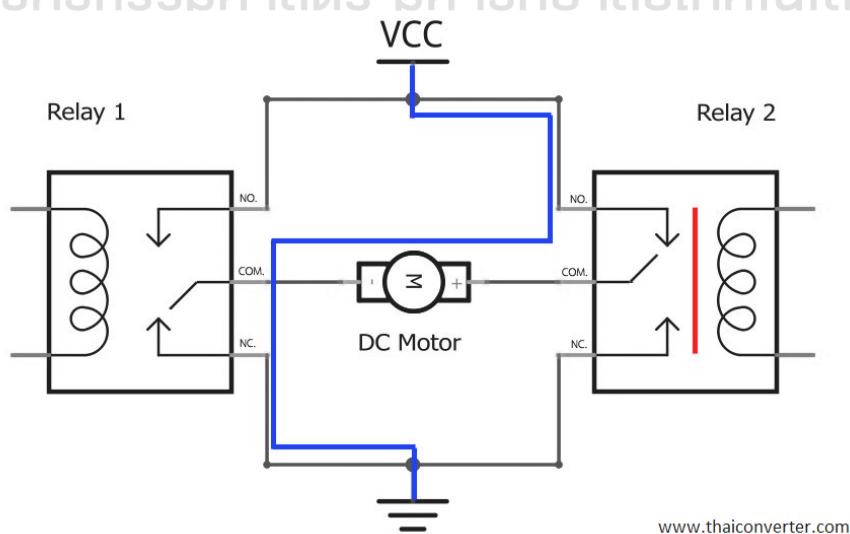 VCC
Relay 1
Relay 2
NO.
NO.
COM.
COM.
- M +
DC Motor
NC.
NC.
www.thaiconverter.com